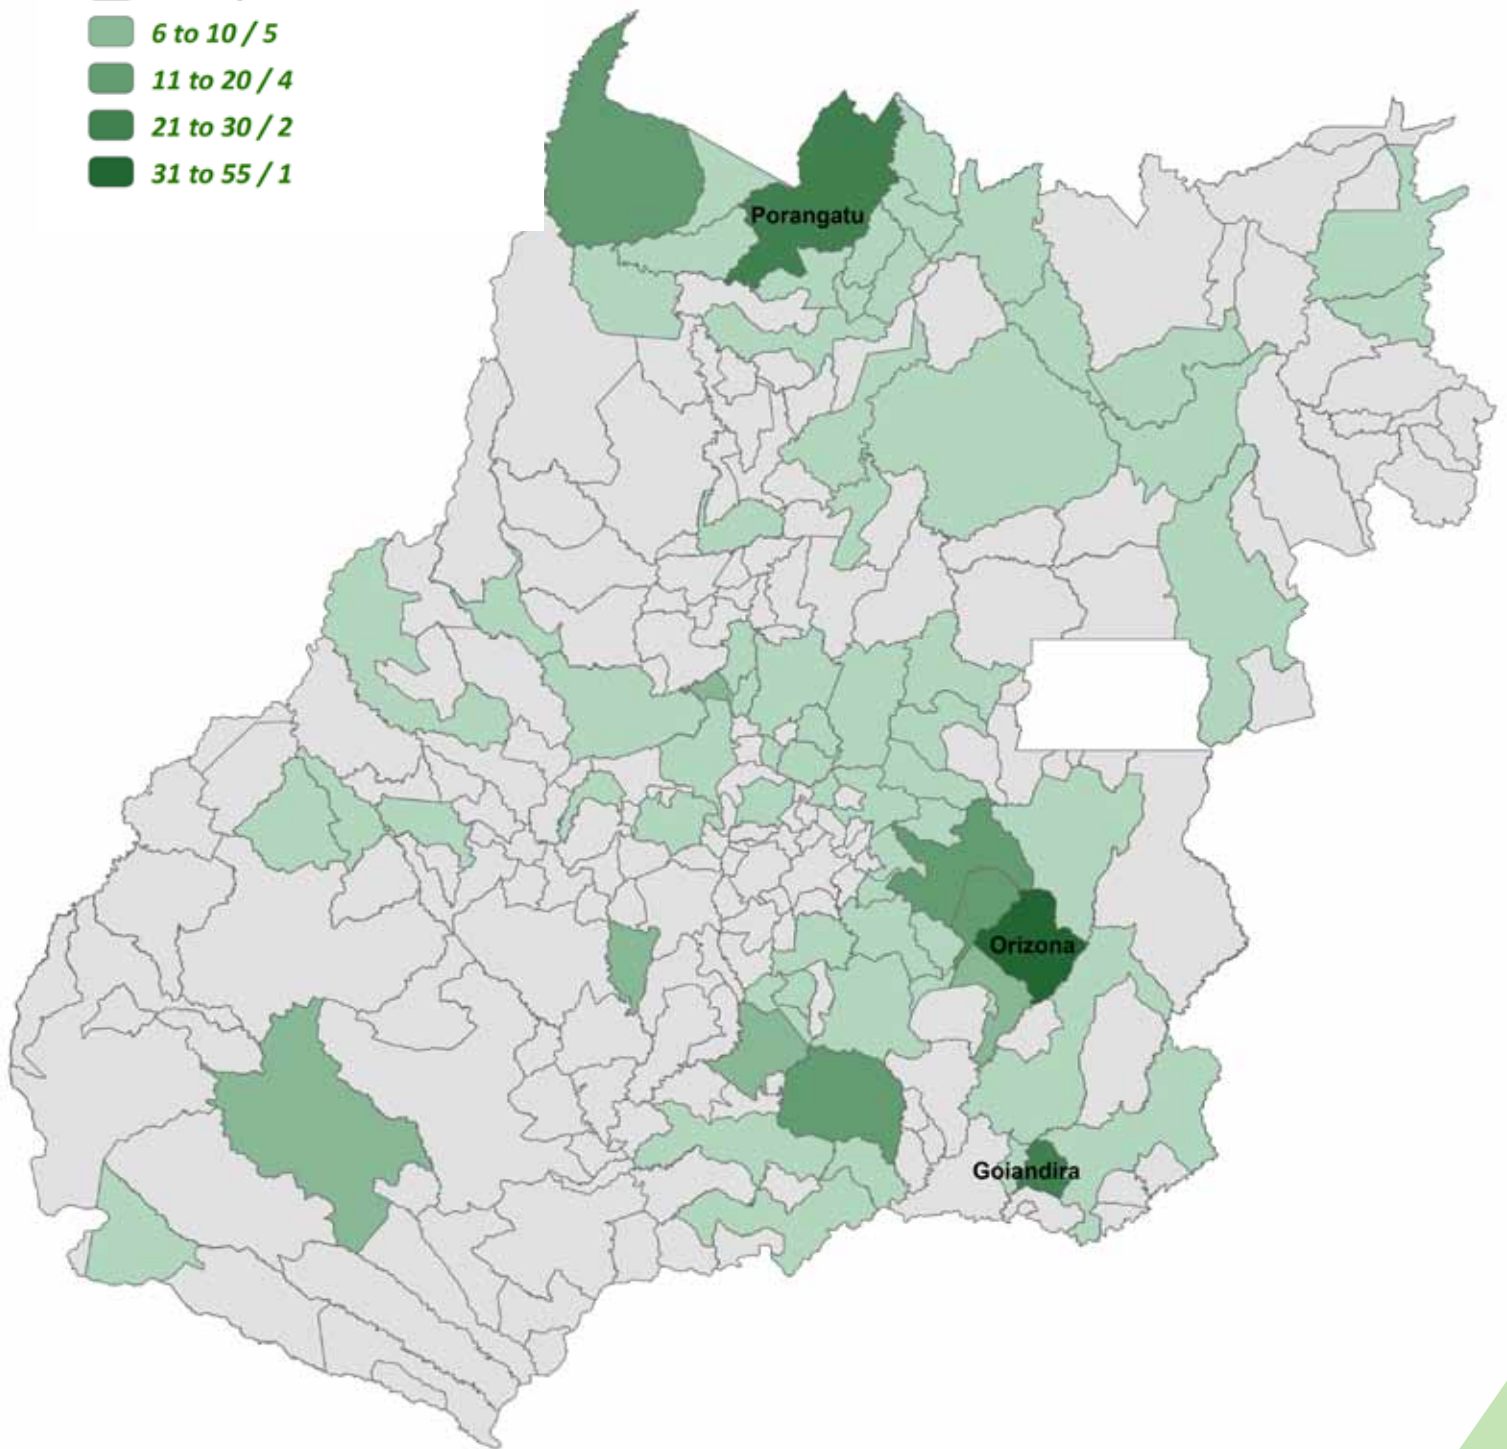 6 to 10 / 5
11 to 20 / 4
21 to 30 / 2
31 to 55 / 1
Porangatu
Orizona
Goiandira